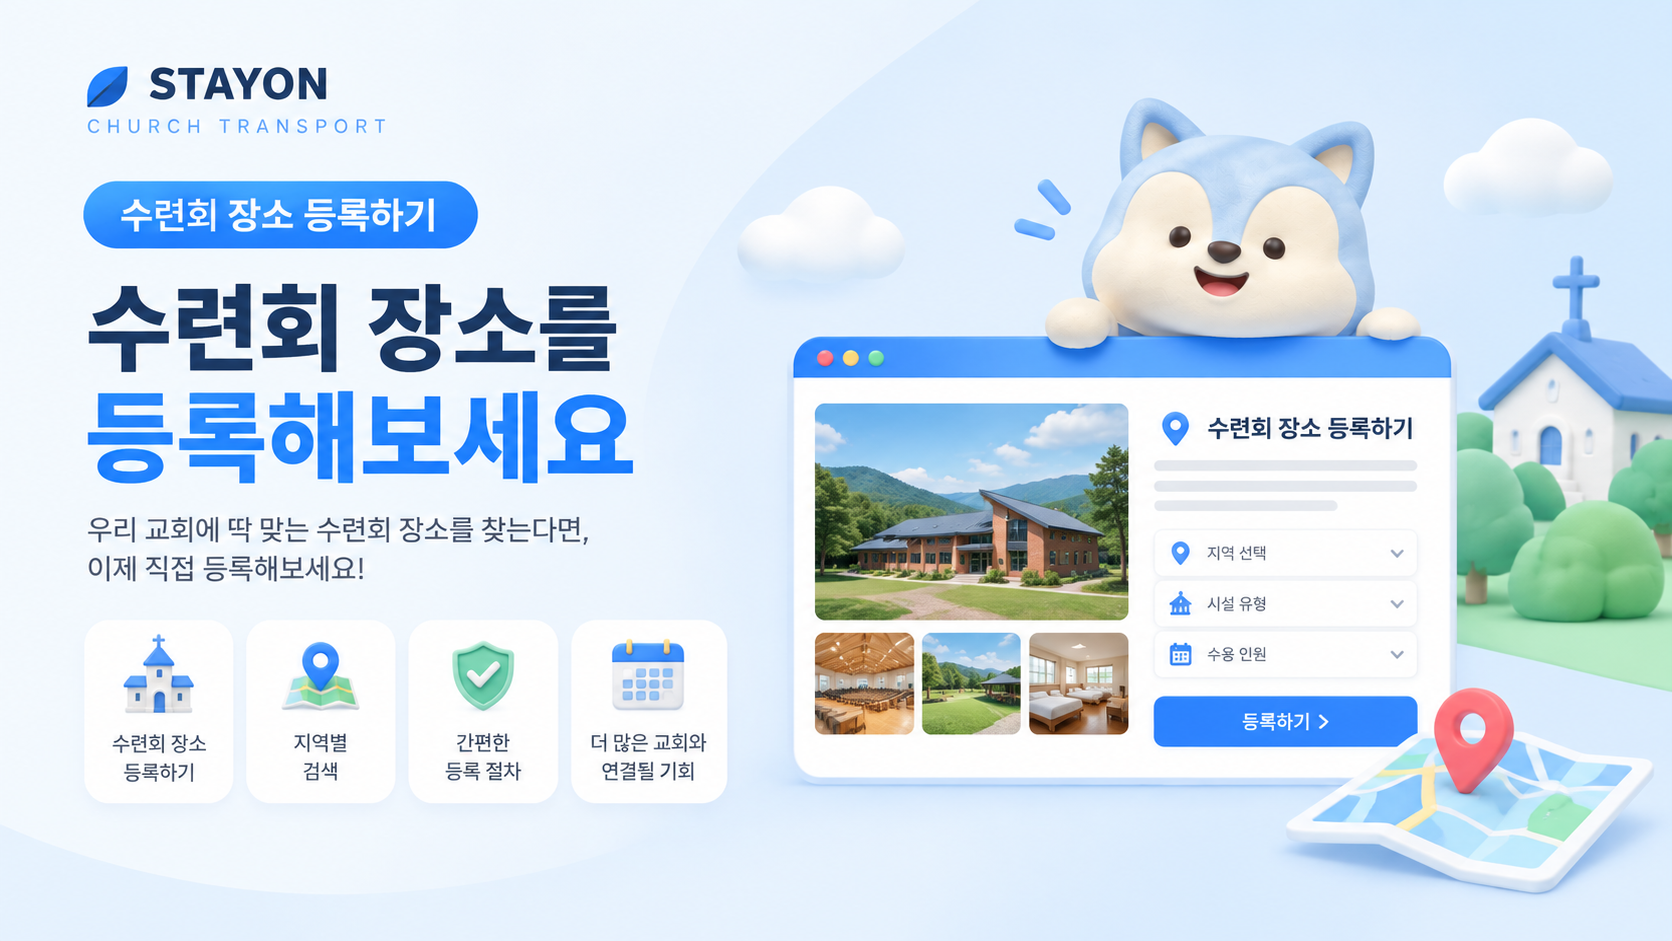 STAYON
CHURCH TRANSPORT
수련회 장소 등록하기
수련회 장소를
등록해보세요
우리 교회에 딱 맞는 수련회 장소를 찾는다면,
이제 직접 등록해보세요!
수련회 장소
등록하기
지역별
검색
간편한
등록 절차
더 많은 교회와
연결될 기회
수련회 장소 등록하기
지역 선택
시설 유형
수용 인원
등록하기 >